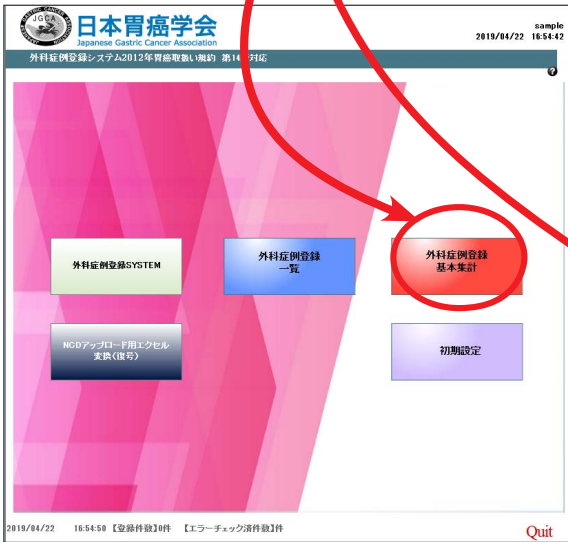 JGCA
日本胃癌学会
Japanese Gastric Cancer Association
sample
2019/04/22 16:54:42
外科症例登録システム2012年胃癌取扱い規約 第14 対応
?
外科症例登録SYSTEM
外科症例登録
一覧
外科症例登録
基本集計
NCDアップロード用エクセル
変換(復号)
初期設定
2019/04/22 16:54:50 【登録件数】0件 【エラーチェック済件数】件
Quit